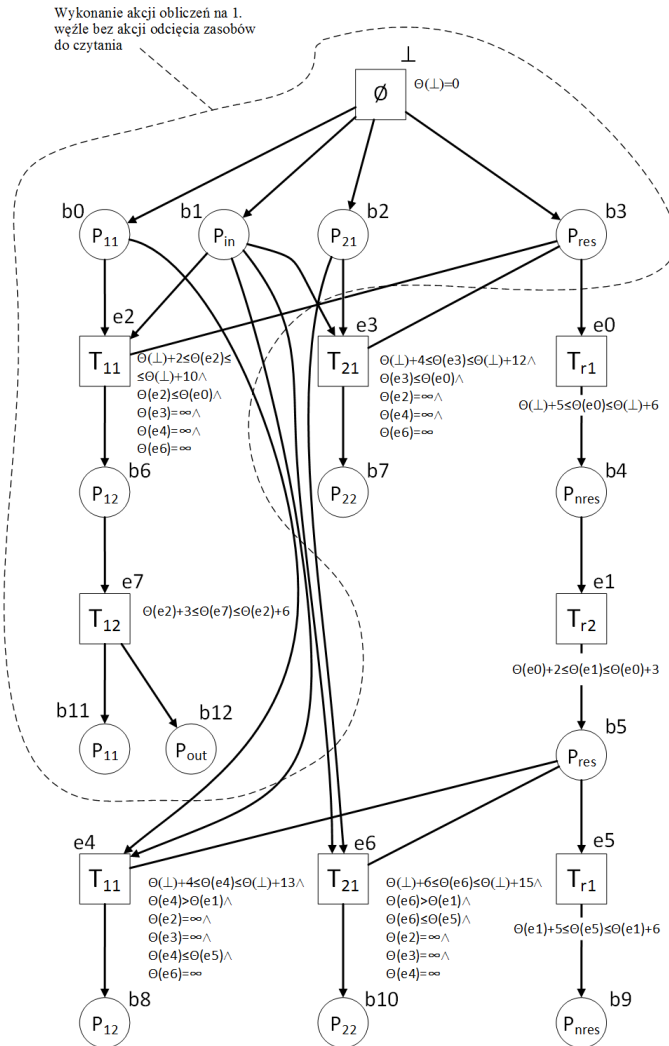 Wykonanie akcji obliczeń na 1.
węźle bez akcji odcięcia zasobów
do czytania
⊥
Ø
Θ(⊥)=0
b0
b1
b2
b3
P11
Pin
P21
Pres
e2
e3
e0
T11
T21
Tr1
Θ(⊥)+2≤Θ(e2)≤
≤Θ(⊥)+10∧
Θ(e2)≤Θ(e0)∧
Θ(e3)=∞∧
Θ(e4)=∞∧
Θ(e6)=∞
Θ(⊥)+4≤Θ(e3)≤Θ(⊥)+12∧
Θ(e3)≤Θ(e0)∧
Θ(e2)=∞∧
Θ(e4)=∞∧
Θ(e6)=∞
Θ(⊥)+5≤Θ(e0)≤Θ(⊥)+6
b6
b7
b4
P12
P22
Pnres
e7
e1
T12
Tr2
Θ(e2)+3≤Θ(e7)≤Θ(e2)+6
Θ(e0)+2≤Θ(e1)≤Θ(e0)+3
b11
b12
b5
P11
Pout
Pres
e4
e6
e5
T11
T21
Tr1
Θ(⊥)+4≤Θ(e4)≤Θ(⊥)+13∧
Θ(e4)>Θ(e1)∧
Θ(e2)=∞∧
Θ(e3)=∞∧
Θ(e4)≤Θ(e5)∧
Θ(e6)=∞
Θ(⊥)+6≤Θ(e6)≤Θ(⊥)+15∧
Θ(e6)>Θ(e1)∧
Θ(e6)≤Θ(e5)∧
Θ(e2)=∞∧
Θ(e3)=∞∧
Θ(e4)=∞
Θ(e1)+5≤Θ(e5)≤Θ(e1)+6
b8
b10
b9
P12
P22
Pnres